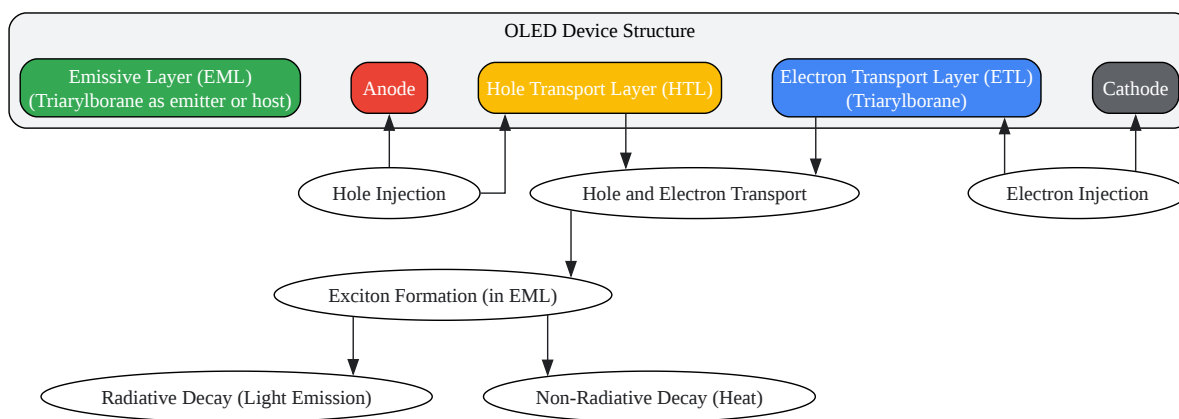 OLED Device Structure
Emissive Layer (EML)
(Triarylborane as emitter or host)
Anode
Hole Transport Layer (HTL)
Electron Transport Layer (ETL)
(Triarylborane)
Cathode
Hole Injection
Hole and Electron Transport
Electron Injection
Exciton Formation (in EML)
Radiative Decay (Light Emission)
Non-Radiative Decay (Heat)